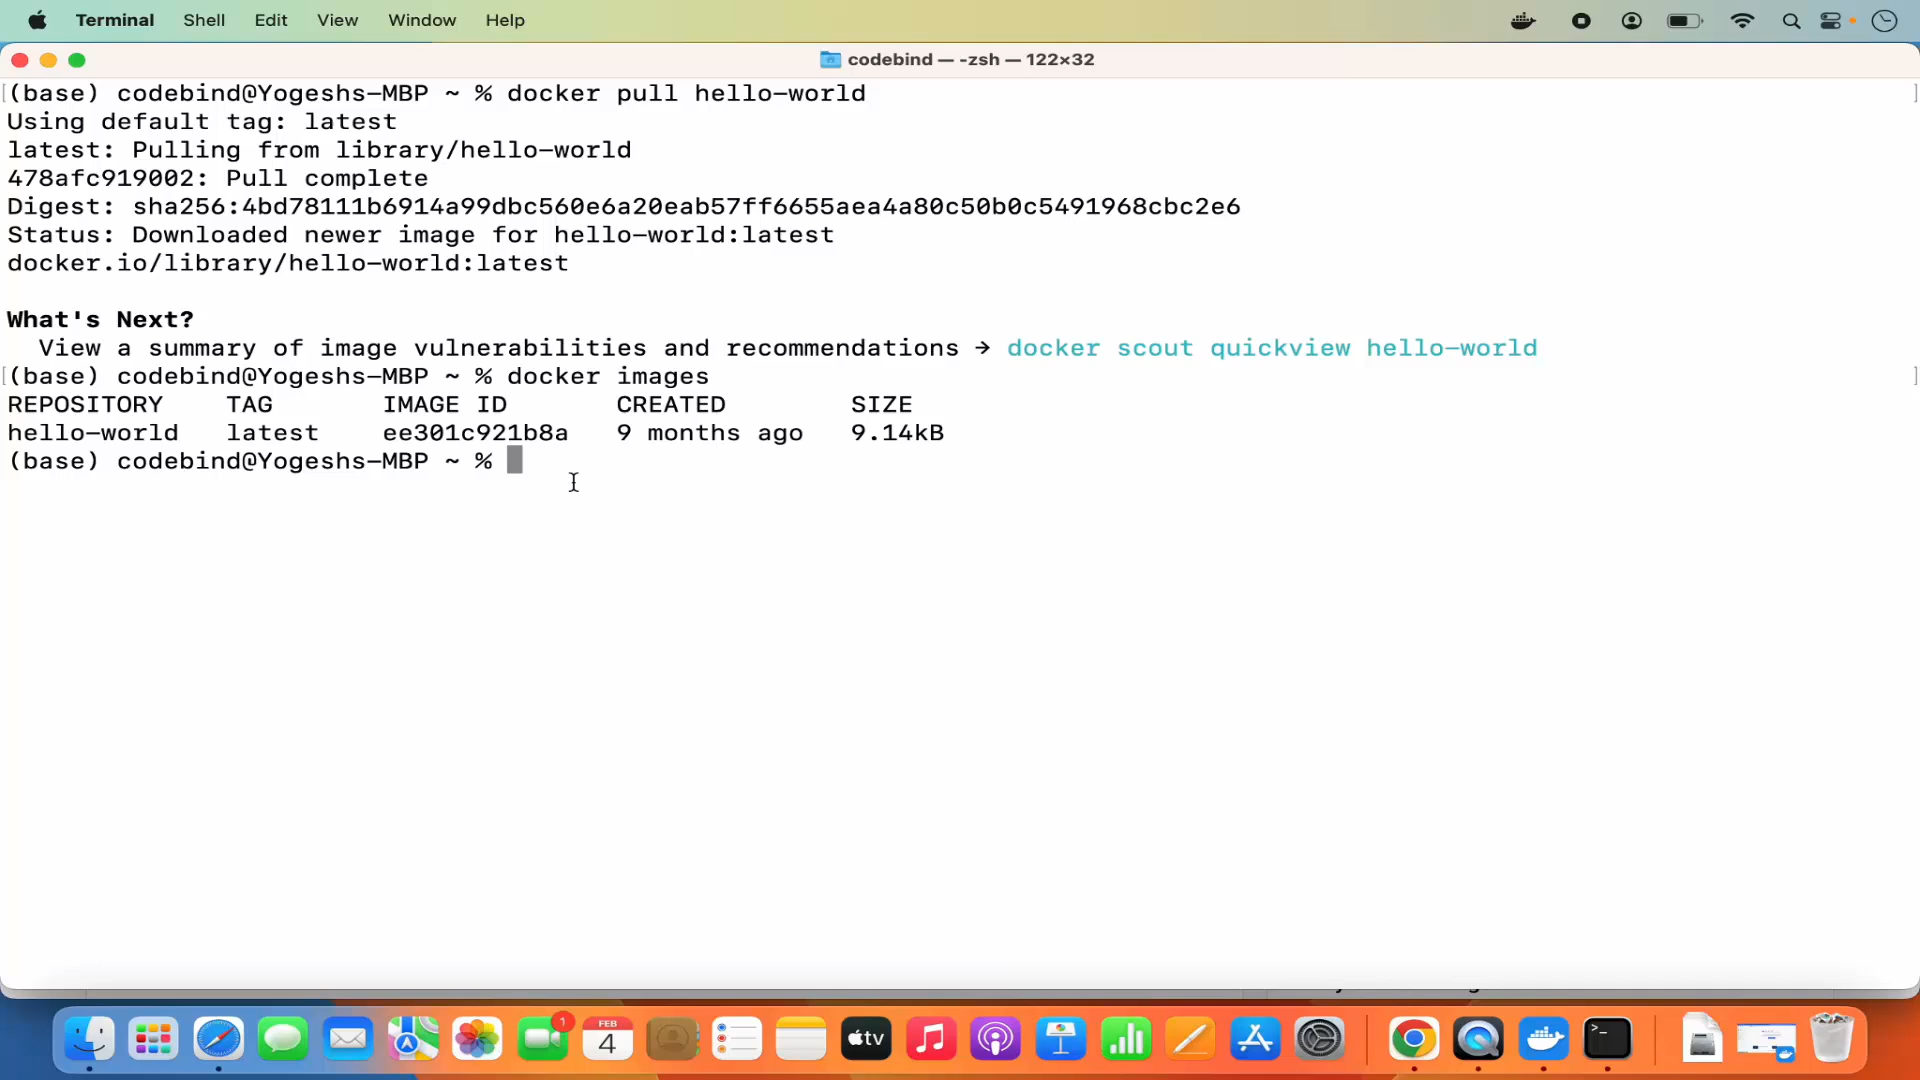 Terminal Shell Edit View Window Help
codebind — -zsh — 122×32
(base) codebind@Yogeshs-MBP ~ % docker pull hello-world
Using default tag: latest
latest: Pulling from library/hello-world
478afc919002: Pull complete
Digest: sha256:4bd78111b6914a99dbc560e6a20eab57ff6655aea4a80c50b0c5491968cbc2e6
Status: Downloaded newer image for hello-world:latest
docker.io/library/hello-world:latest
What's Next?
View a summary of image vulnerabilities and recommendations → docker scout quickview hello-world
(base) codebind@Yogeshs-MBP ~ % docker images
REPOSITORY TAG IMAGE ID CREATED SIZE
hello-world latest ee301c921b8a 9 months ago 9.14kB
(base) codebind@Yogeshs-MBP ~ %
1
FEB
4
tv
>_